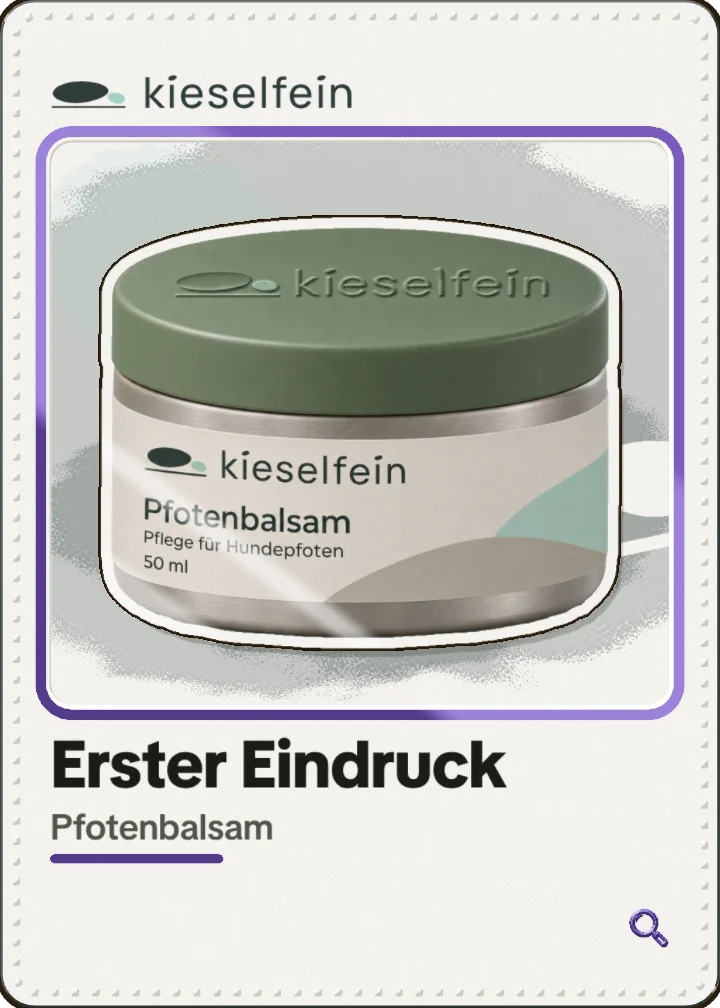 kieselfein
kieselfein
kieselfein
Pfotenbalsam
Pflege für Hundepfoten
50 ml
Erster Eindruck
Pfotenbalsam